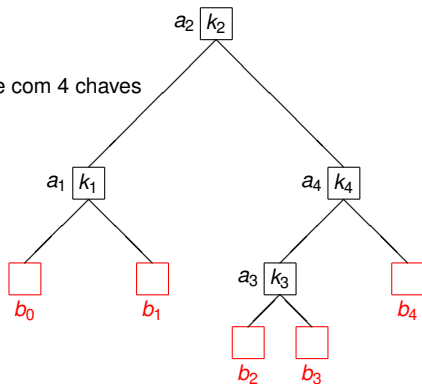 a2 k2
e com 4 chaves
a1 k1
a4 k4
a3 k3
b0
b1
b4
b2
b3